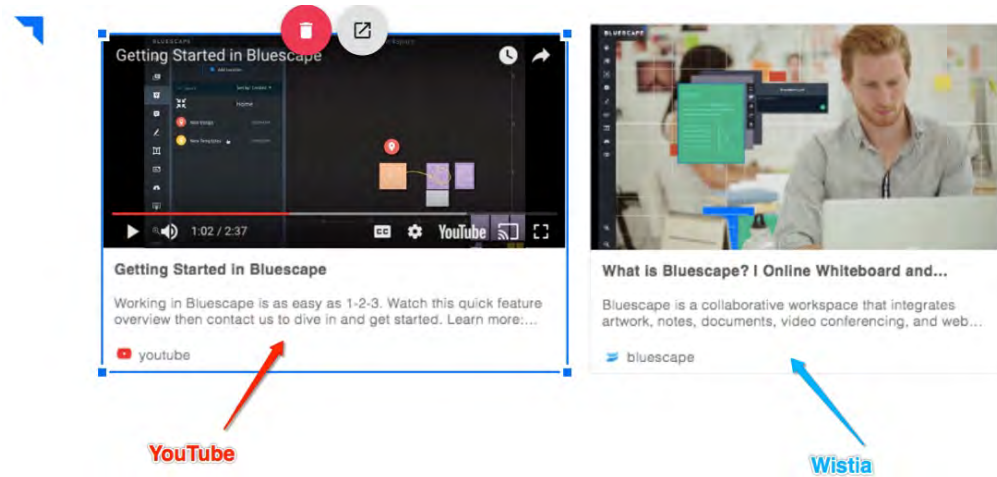 BLUESCAPE
Getting Started in Bluescape
Home
1:02 / 2:37
YouTube
Getting Started in Bluescape
Working in Bluescape is as easy as 1-2-3. Watch this quick feature
overview then contact us to dive in and get started. Learn more:...
youtube
YouTube
BLUESCAPE
What is Bluescape? I Online Whiteboard and...
Bluescape is a collaborative workspace that integrates
artwork, notes, documents, video conferencing, and web...
bluescape
Wistia